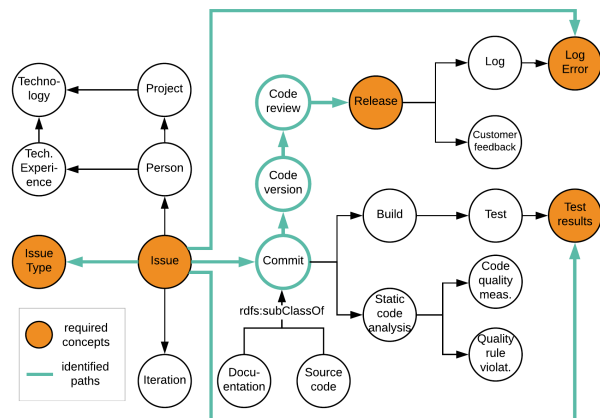 Techno-
logy
Project
Code
review
Release
Log
Log
Error
Customer
feedback
Tech.
Experie-
nce
Person
Code
version
Build
Test
Test
results
Issue
Type
Issue
Commit
Code
quality
meas.
Static
code
analysis
rdfs:subClassOf
required
concepts
identified
paths
Iteration
Docu-
entation
Source
code
Quality
rule
violat.